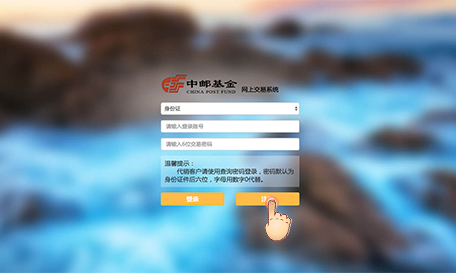 中邮基金
CHINA POST FUND 网上交易系统
身份证
请输入登录账号
请输入6位交易密码
温馨提示：
代销客户请使用查询密码登录，密码默认为
身份证件后六位，字母用数字0代替。
登录